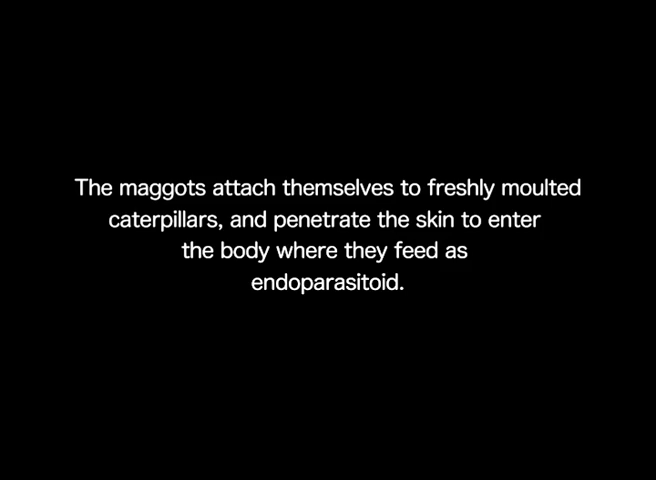 The maggots attach themselves to freshly moulted
caterpillars, and penetrate the skin to enter
the body where they feed as
endoparasitoid.